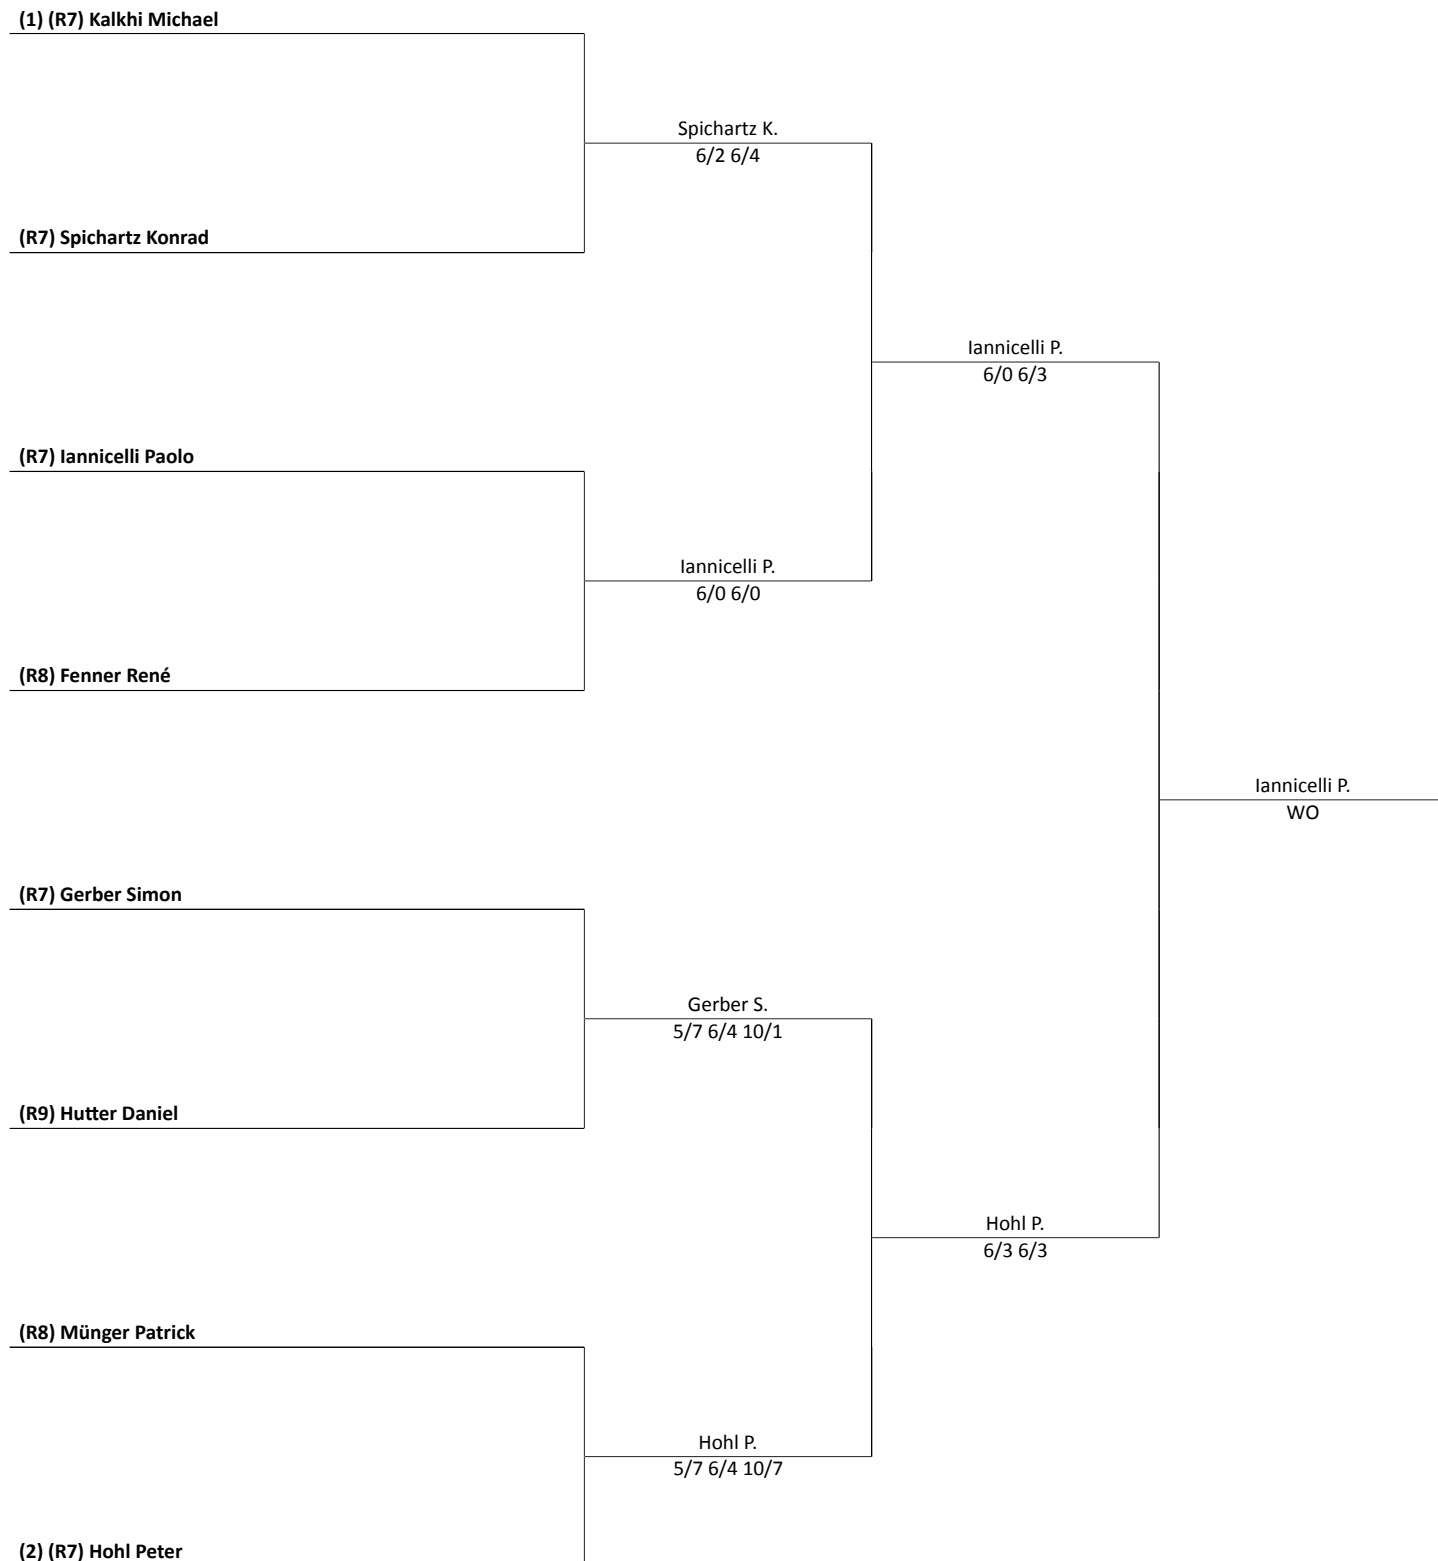 (1) (R7) Kalkhi Michael
Spichartz K.
6/2 6/4
(R7) Spichartz Konrad
Iannicelli P.
6/0 6/3
(R7) Iannicelli Paolo
Iannicelli P.
6/0 6/0
(R8) Fenner René
Iannicelli P.
WO
(R7) Gerber Simon
Gerber S.
5/7 6/4 10/1
(R9) Hutter Daniel
Hohl P.
6/3 6/3
(R8) Münger Patrick
Hohl P.
5/7 6/4 10/7
(2) (R7) Hohl Peter